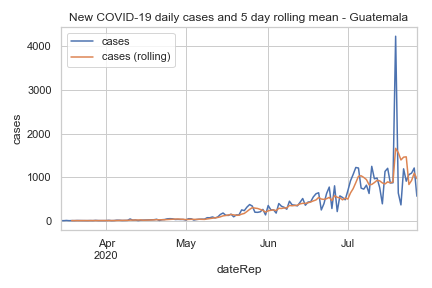 New COVID-19 daily cases and 5 day rolling mean - Guatemala
cases
cases (rolling)
4000
3000
2000
1000
0
cases
Apr
2020
May
Jun
Jul
dateRep